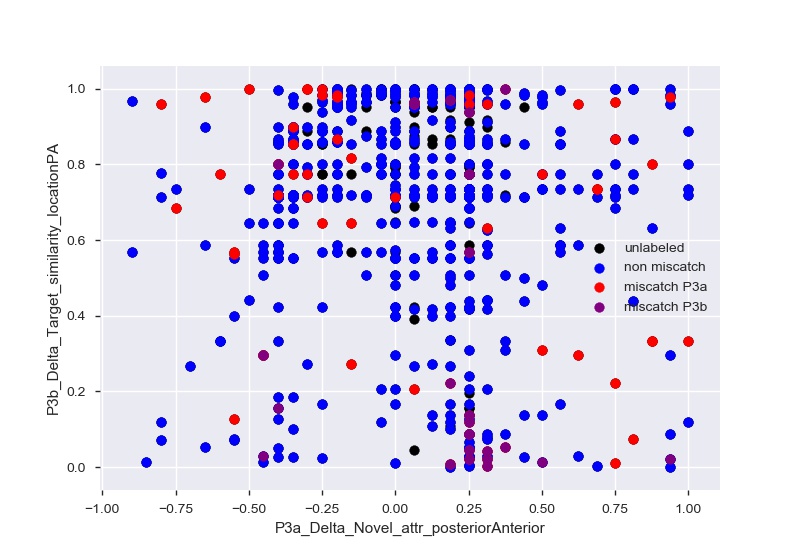 1.0
0.8
0.6
0.4
0.2
0.0
P3b_Delta_Target_similarity_locationPA
unlabeled
non miscatch
miscatch P3a
miscatch P3b
−1.00 −0.75 −0.50 −0.25 0.00 0.25 0.50 0.75 1.00
P3a_Delta_Novel_attr_posteriorAnterior